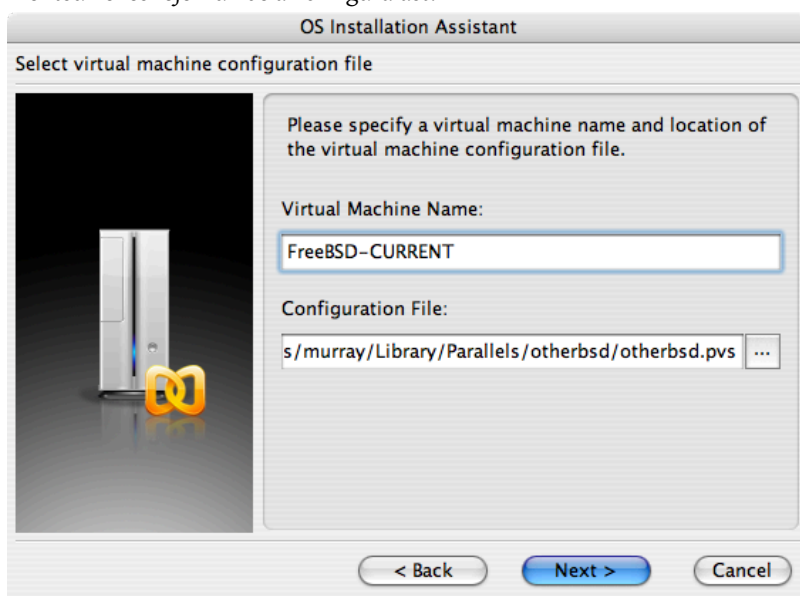 OS Installation Assistant
Select virtual machine configuration file
Please specify a virtual machine name and location of
the virtual machine configuration file.
Virtual Machine Name:
FreeBSD-CURRENT
Configuration File:
s/murray/Library/Parallels/otherbsd/otherbsd.pvs ...
< Back Next > Cancel